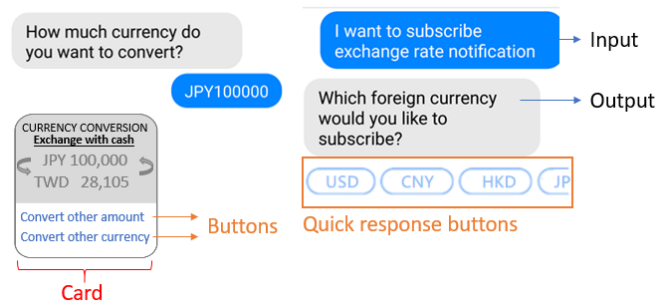 How much currency do
you want to convert?
JPY100000
CURRENCY CONVERSION
Exchange with cash
JPY 100,000
TWD 28,105
Convert other amount
Convert other currency
Buttons
Card
I want to subscribe
exchange rate notification
Input
Which foreign currency
would you like to
subscribe?
Output
USD CNY HKD JP
Quick response buttons